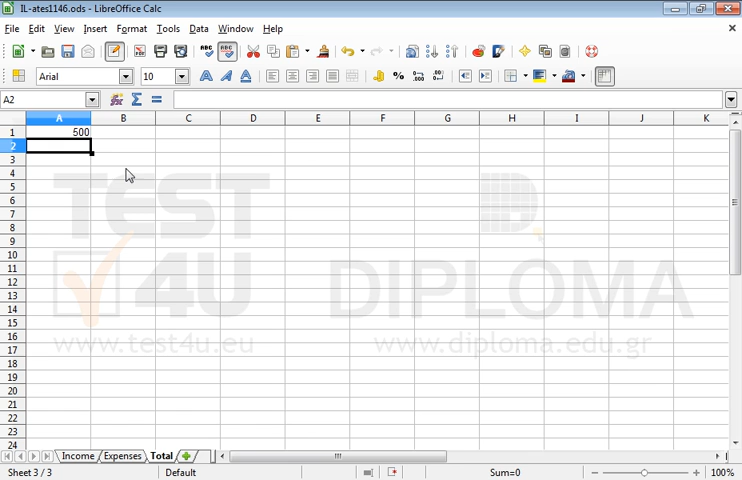 IL-ates1146.ods - LibreOffice Calc
File Edit View Insert Format Tools Data Window Help
Arial 10
A2
A B C D E F G H I J K
1 500
2
3
4
5
6
7
8
9
10
11
12
13
14
15
16
17
18
19
20
21
22
23
24
TEST
4U
www.test4u.eu
D.
DIPLOMA
www.diploma.edu.gr
Income Expenses Total
Sheet 3 / 3 Default Sum=0 100%